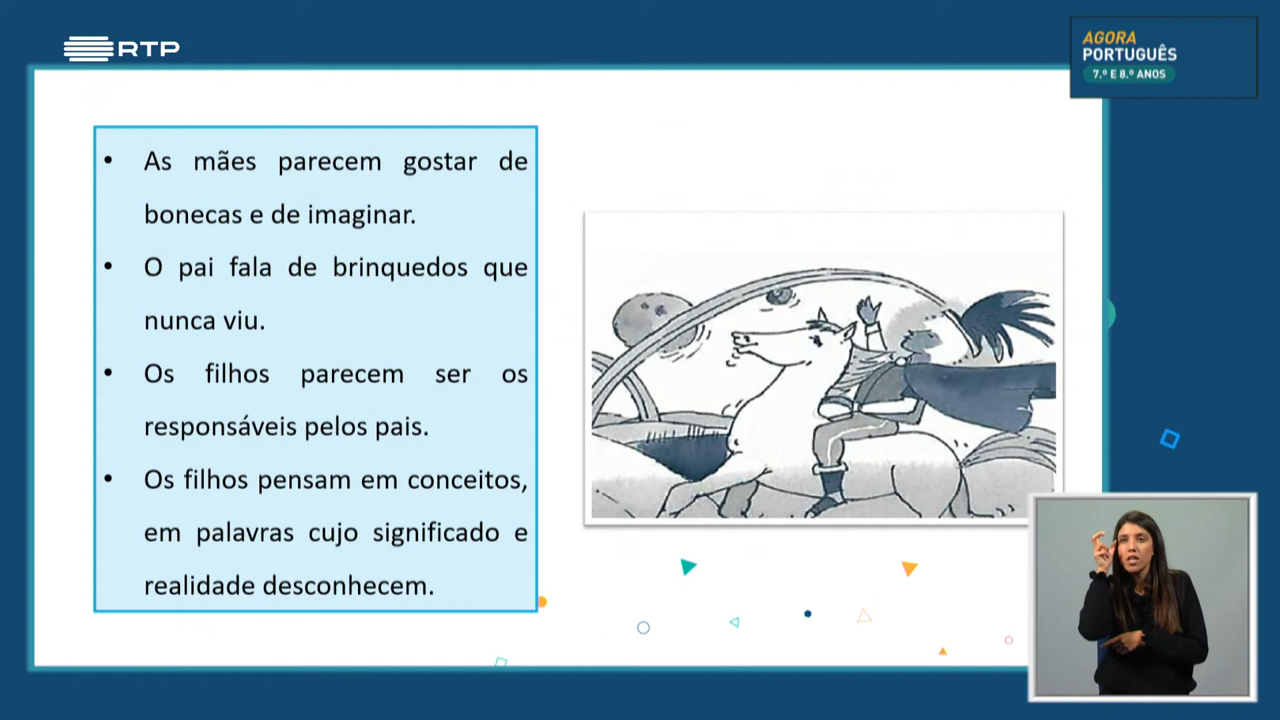 RTP
AGORA
PORTUGUÊS
7.º E 8.º ANOS
• As mães parecem gostar de
bonecas e de imaginar.
• O pai fala de brinquedos que
nunca viu.
• Os filhos parecem ser os
responsáveis pelos pais.
• Os filhos pensam em conceitos,
em palavras cujo significado e
realidade desconhecem.